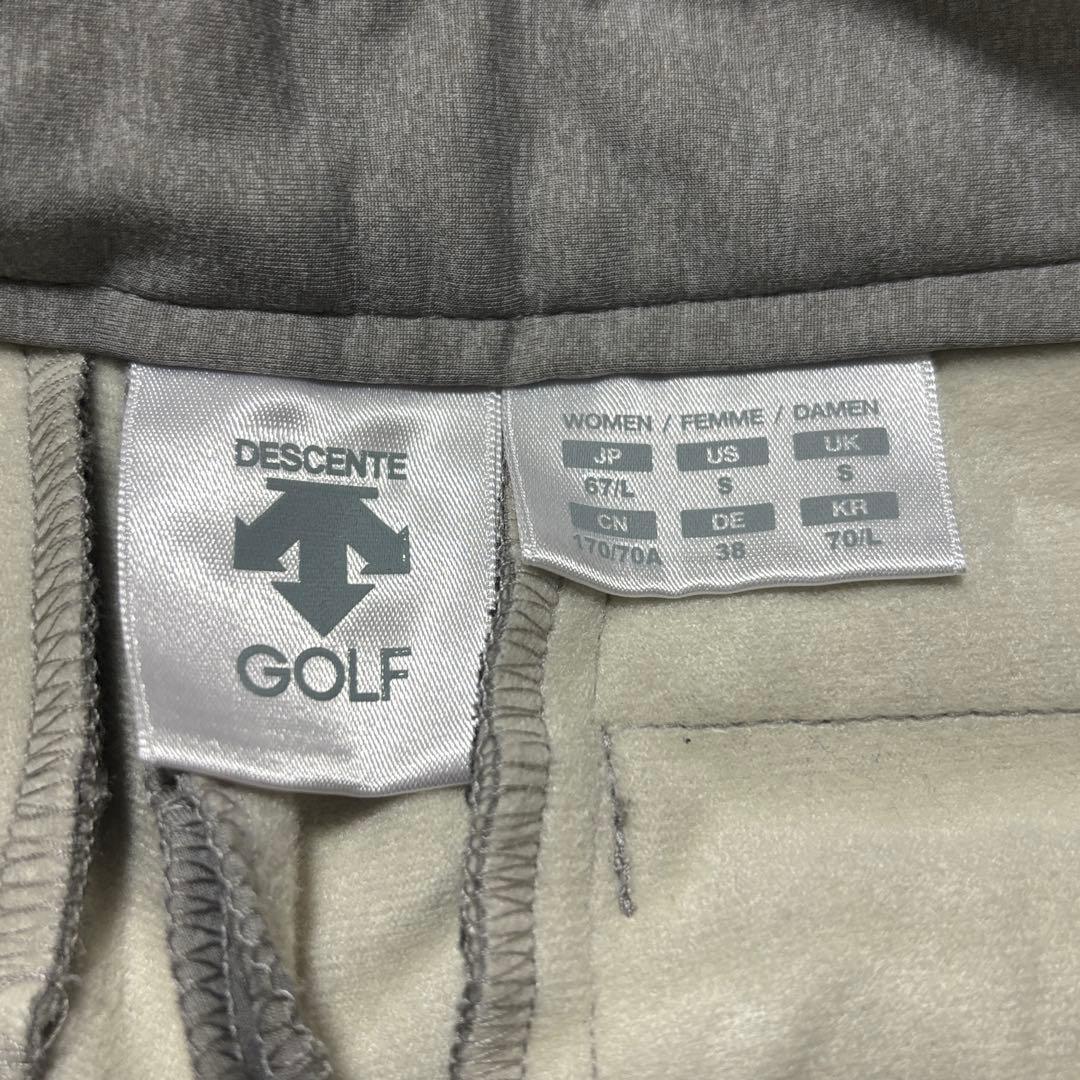 DESCENTE
GOLF
WOMEN / FEMME / DAMEN
JP US UK
67/L S S
CN DE KR
170/70A 38 70/L